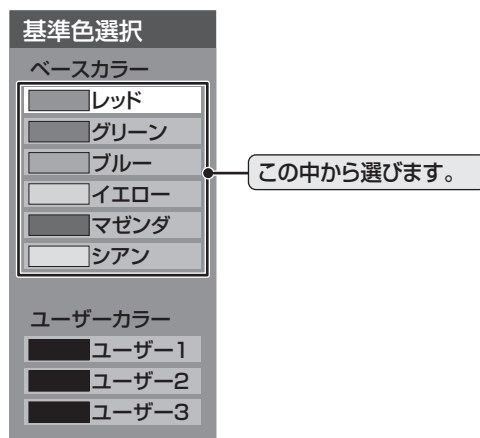 基準色選択
ベースカラー
レッド
グリーン
ブルー
イエロー
マゼンダ
シアン
この中から選びます。
ユーザーカラー
ユーザー1
ユーザー2
ユーザー3